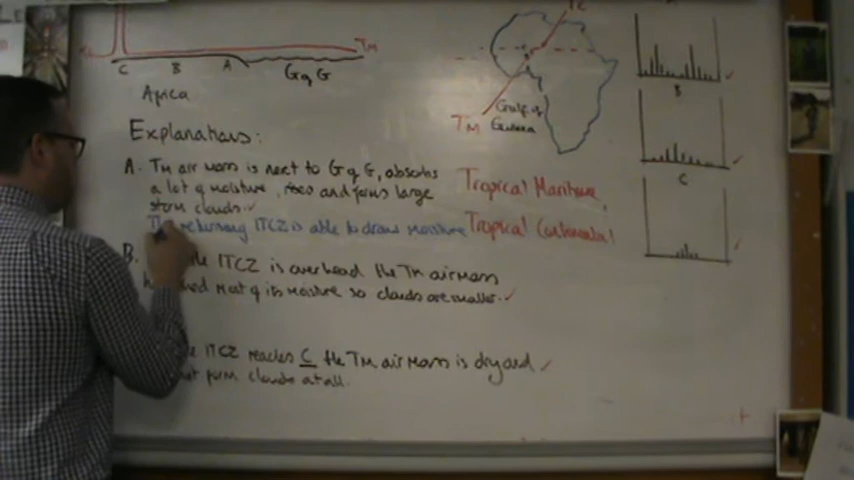 TM
C B A G of G
Africa
TC
Gulf of
Guinea
TM
B
C
Explanations:
A. TM air mass is next to G of G, absorbs
a lot of moisture, rises and forms large
storm clouds.
returning ITCZ is able to draw moisture
Tropical Maritime
Tropical Continental
B. ITCZ is overhead the TM air mass
most of its moisture so clouds are smaller.
ITCZ reaches C the TM air mass is dry and
form clouds at all.